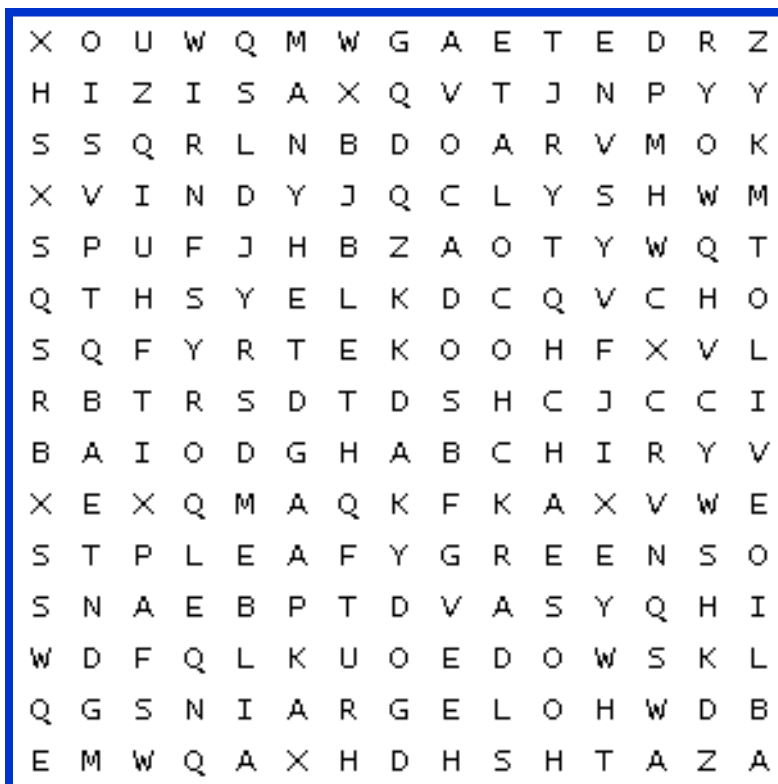 X O U W Q M W G A E T E D R Z
H I Z I S A X Q V T J N P Y Y
S S Q R L N B D O A R V M O K
X V I N D Y J Q C L Y S H W M
S P U F J H B Z A O T Y W Q T
Q T H S Y E L K D C Q V C H O
S Q F Y R T E K O O H F X V L
R B T R S D T D S H C J C C I
B A I O D G H A B C H I R Y V
X E X Q M A Q K F K A X V W E
S T P L E A F Y G R E E N S O
S N A E B P T D V A S Y Q H I
W D F Q L K U O E D O W S K L
Q G S N I A R G E L O H W D B
E M W Q A X H D H S H T A Z A